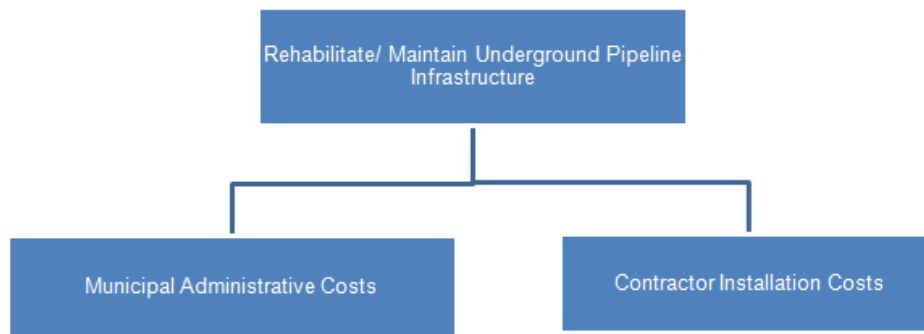 Rehabilitate/ Maintain Underground Pipeline
Infrastructure
Municipal Administrative Costs
Contractor Installation Costs